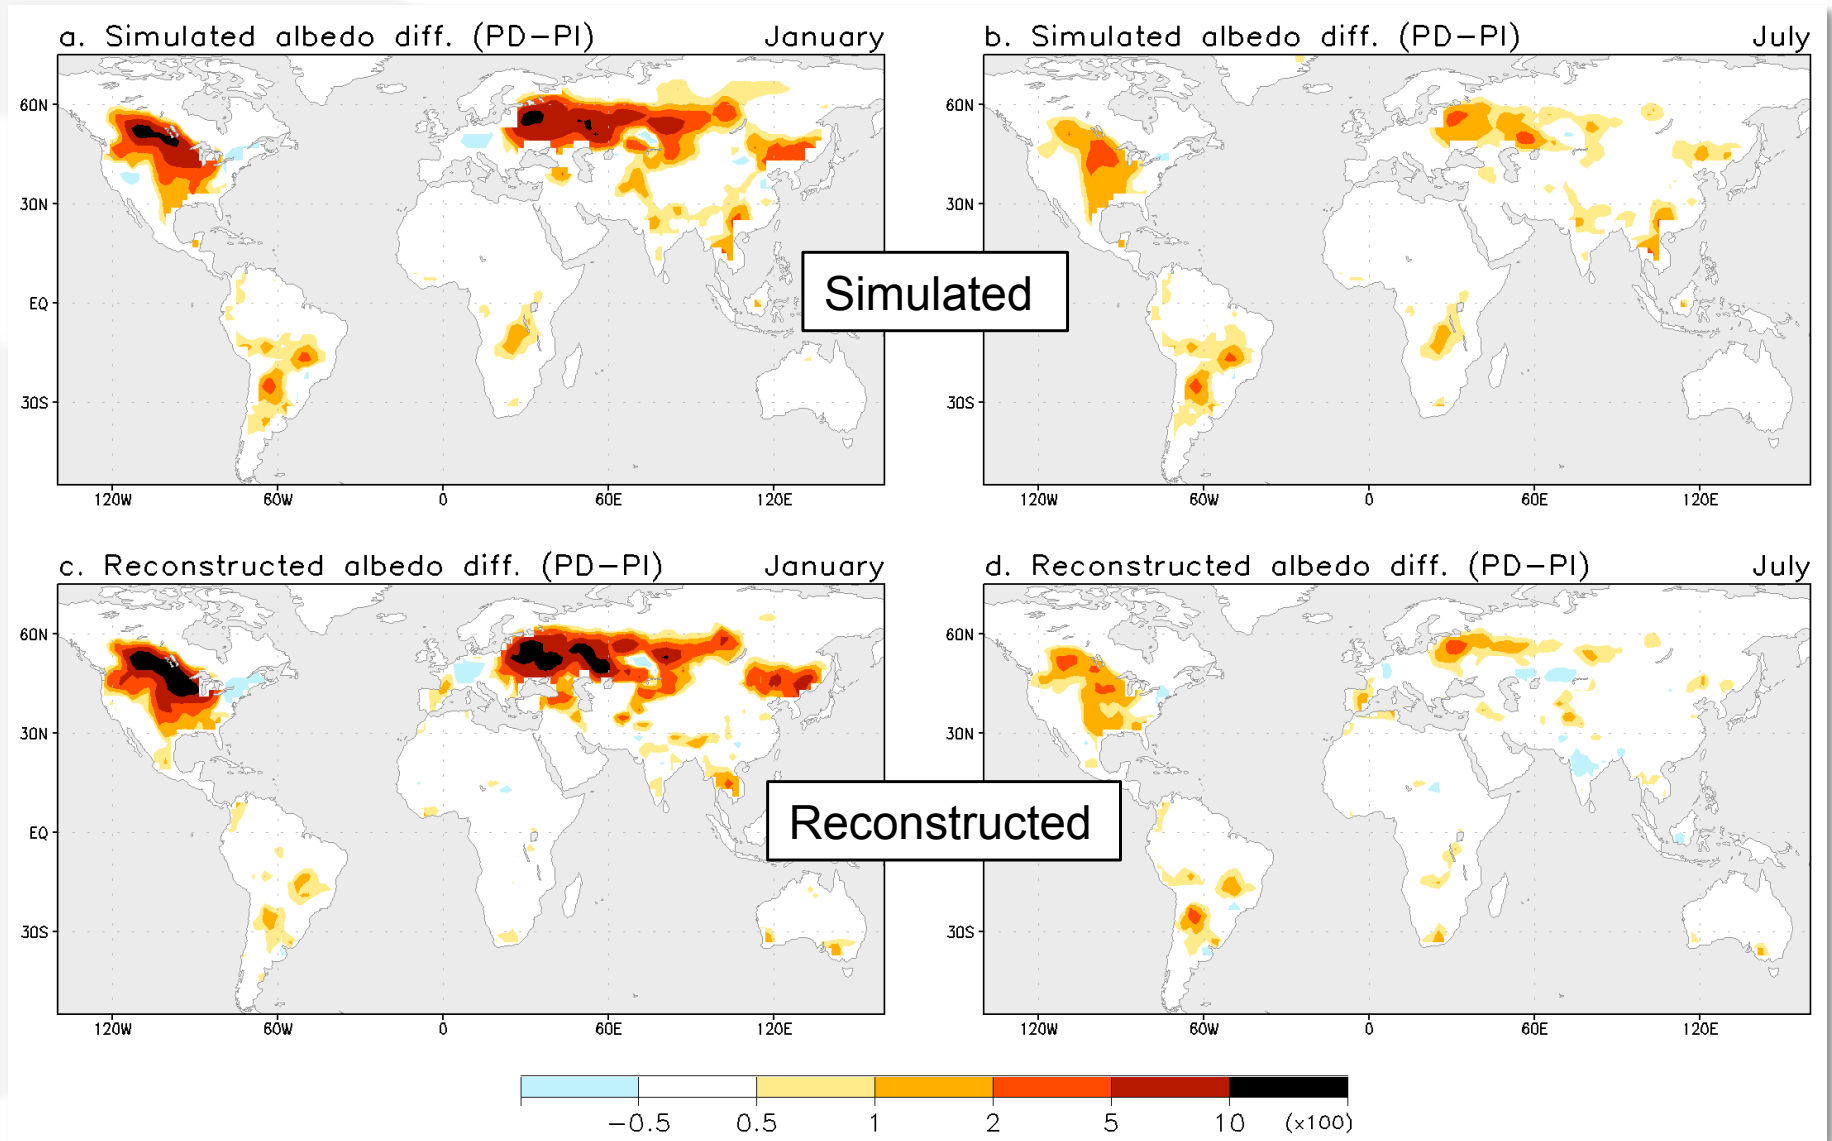 a. Simulated albedo diff. (PD−PI) January
b. Simulated albedo diff. (PD−PI) July
60N
30N
EQ
30S
120W 60W 0 60E 120E
60N
30N
30S
120W 60W 0 60E 120E
Simulated
c. Reconstructed albedo diff. (PD−PI) January
d. Reconstructed albedo diff. (PD−PI) July
60N
30N
EQ
30S
120W 60W 0 60E 120E
60N
30N
30S
120W 60W 0 60E 120E
Reconstructed
−0.5 0.5 1 2 5 10 (x100)